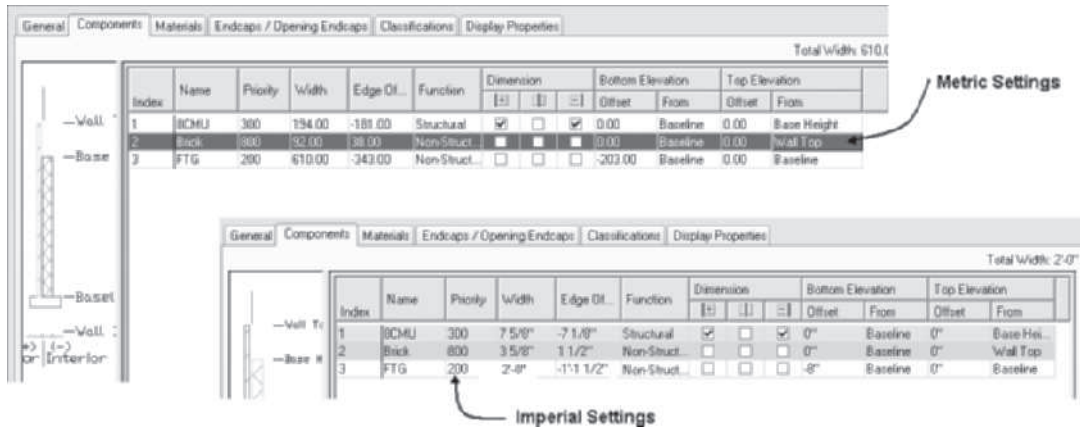 General Components Materials Endcaps / Opening Endcaps Classifications Display Properties
Total Width: 610.0
Index Name Priority Width Edge Of... Function Dimension Bottom Elevation Top Elevation
Offset From Offset From
1 8CMU 300 194.00 -181.00 Structural 0.00 Baseline 0.00 Base Height
2 Brick 800 92.00 38.00 Non-Struct... 0.00 Baseline 0.00 Wall Top
3 FTG 200 610.00 -343.00 Non-Struct... -203.00 Baseline 0.00 Baseline
Wall
Base
Basel
Wall
(-)
or Interior
Metric Settings
General Components Materials Endcaps / Opening Endcaps Classifications Display Properties
Total Width: 2'-0"
Index Name Priority Width Edge Of... Function Dimension Bottom Elevation Top Elevation
Offset From Offset From
1 8CMU 300 7 5/8" -7 1/8" Structural 0" Baseline 0" Base Hei...
2 Brick 800 3 5/8" 1 1/2" Non-Struct... 0" Baseline 0" Wall Top
3 FTG 200 2'-0" -1'-1 1/2" Non-Struct... -8" Baseline 0" Baseline
Wall To
Base H
Imperial Settings